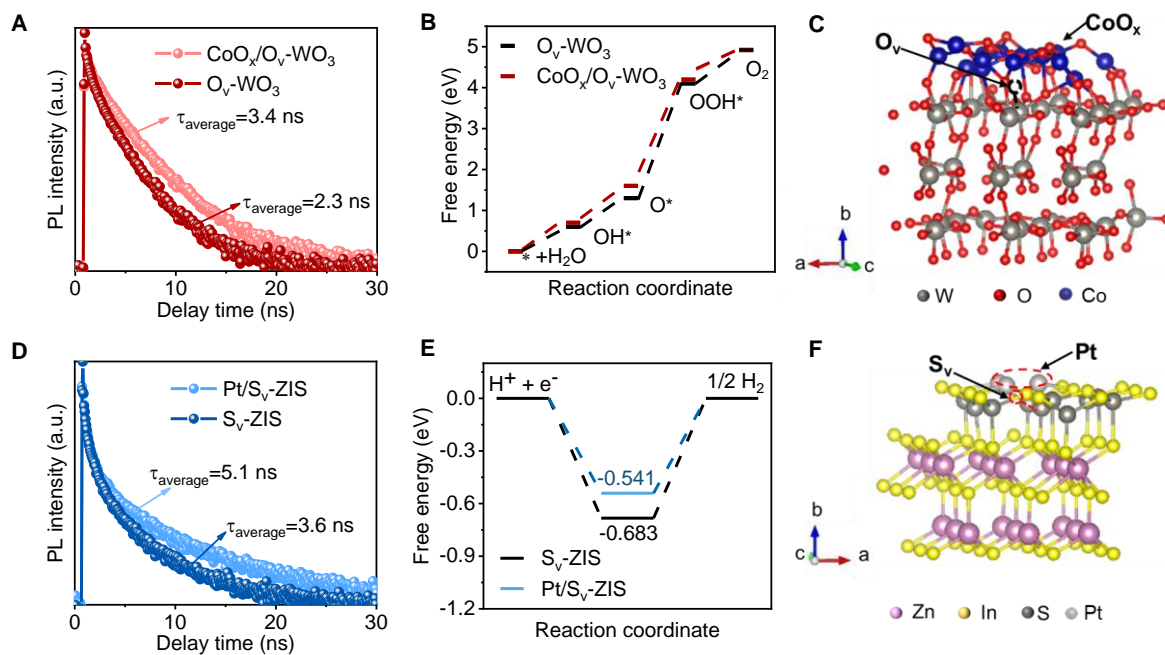 A
PL intensity (a.u.)
CoOₓ/Oᵥ-WO₃
Oᵥ-WO₃
τaverage=3.4 ns
τaverage=2.3 ns
0 10 20 30
Delay time (ns)
B
Free energy (eV)
5
4
3
2
1
0
Oᵥ-WO₃
CoOₓ/Oᵥ-WO₃
O₂
OOH*
O*
OH*
* +H₂O
Reaction coordinate
C
CoOₓ
Oᵥ
b
a
c
W O Co
D
PL intensity (a.u.)
Pt/Sᵥ-ZIS
Sᵥ-ZIS
τaverage=5.1 ns
τaverage=3.6 ns
0 10 20 30
Delay time (ns)
E
Free energy (eV)
0.0
-0.3
-0.6
-0.9
-1.2
H⁺ + e⁻
1/2 H₂
-0.541
-0.683
Sᵥ-ZIS
Pt/Sᵥ-ZIS
Reaction coordinate
F
Pt
Sᵥ
b
c
a
Zn In S Pt